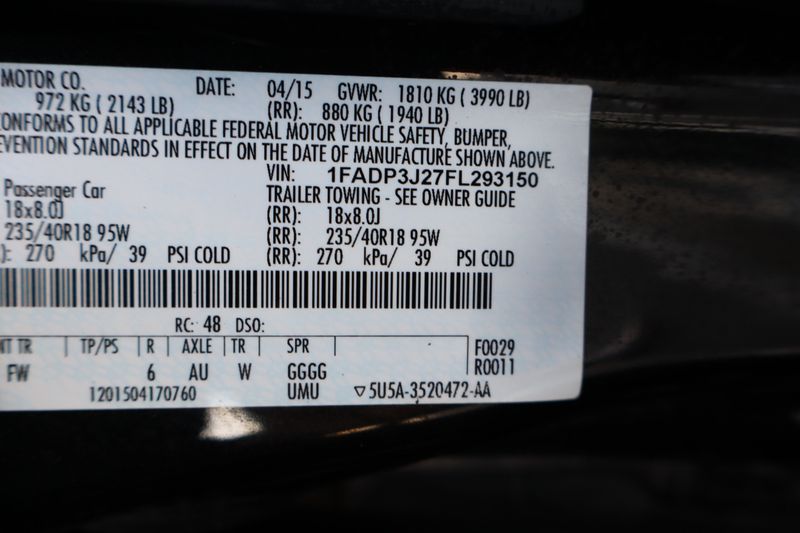 MOTOR CO. DATE: 04/15 GVWR: 1810 KG ( 3990 LB)
972 KG ( 2143 LB) (RR): 880 KG ( 1940 LB)
CONFORMS TO ALL APPLICABLE FEDERAL MOTOR VEHICLE SAFETY, BUMPER,
EVENTION STANDARDS IN EFFECT ON THE DATE OF MANUFACTURE SHOWN ABOVE.
VIN: 1FADP3J27FL293150
Passenger Car TRAILER TOWING - SEE OWNER GUIDE
18x8.0J (RR): 18x8.0J
235/40R18 95W (RR): 235/40R18 95W
): 270 kPa/ 39 PSI COLD (RR): 270 kPa/ 39 PSI COLD
RC: 48 DSO:
NT TR | TP/PS | R | AXLE | TR | SPR F0029
FW 6 AU W GGGG R0011
1201504170760 UMU ▽5U5A-3520472-AA